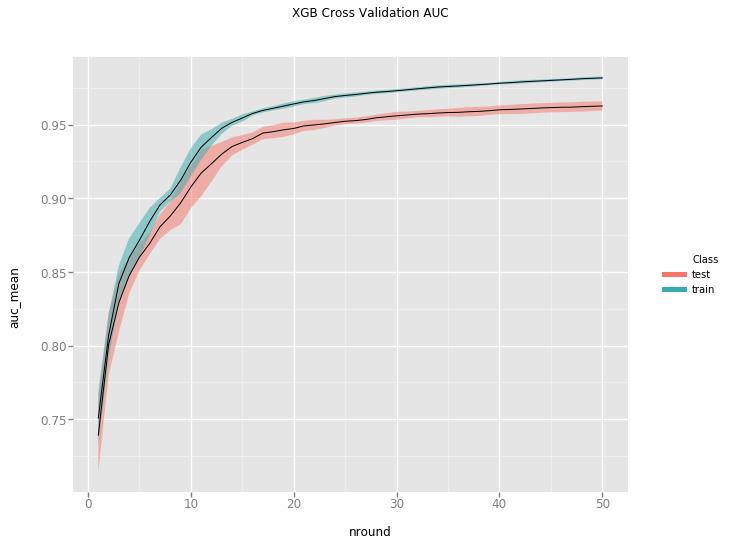 XGB Cross Validation AUC
auc_mean
0.95
0.90
0.85
0.80
0.75
0 10 20 30 40 50
nround
Class
test
train